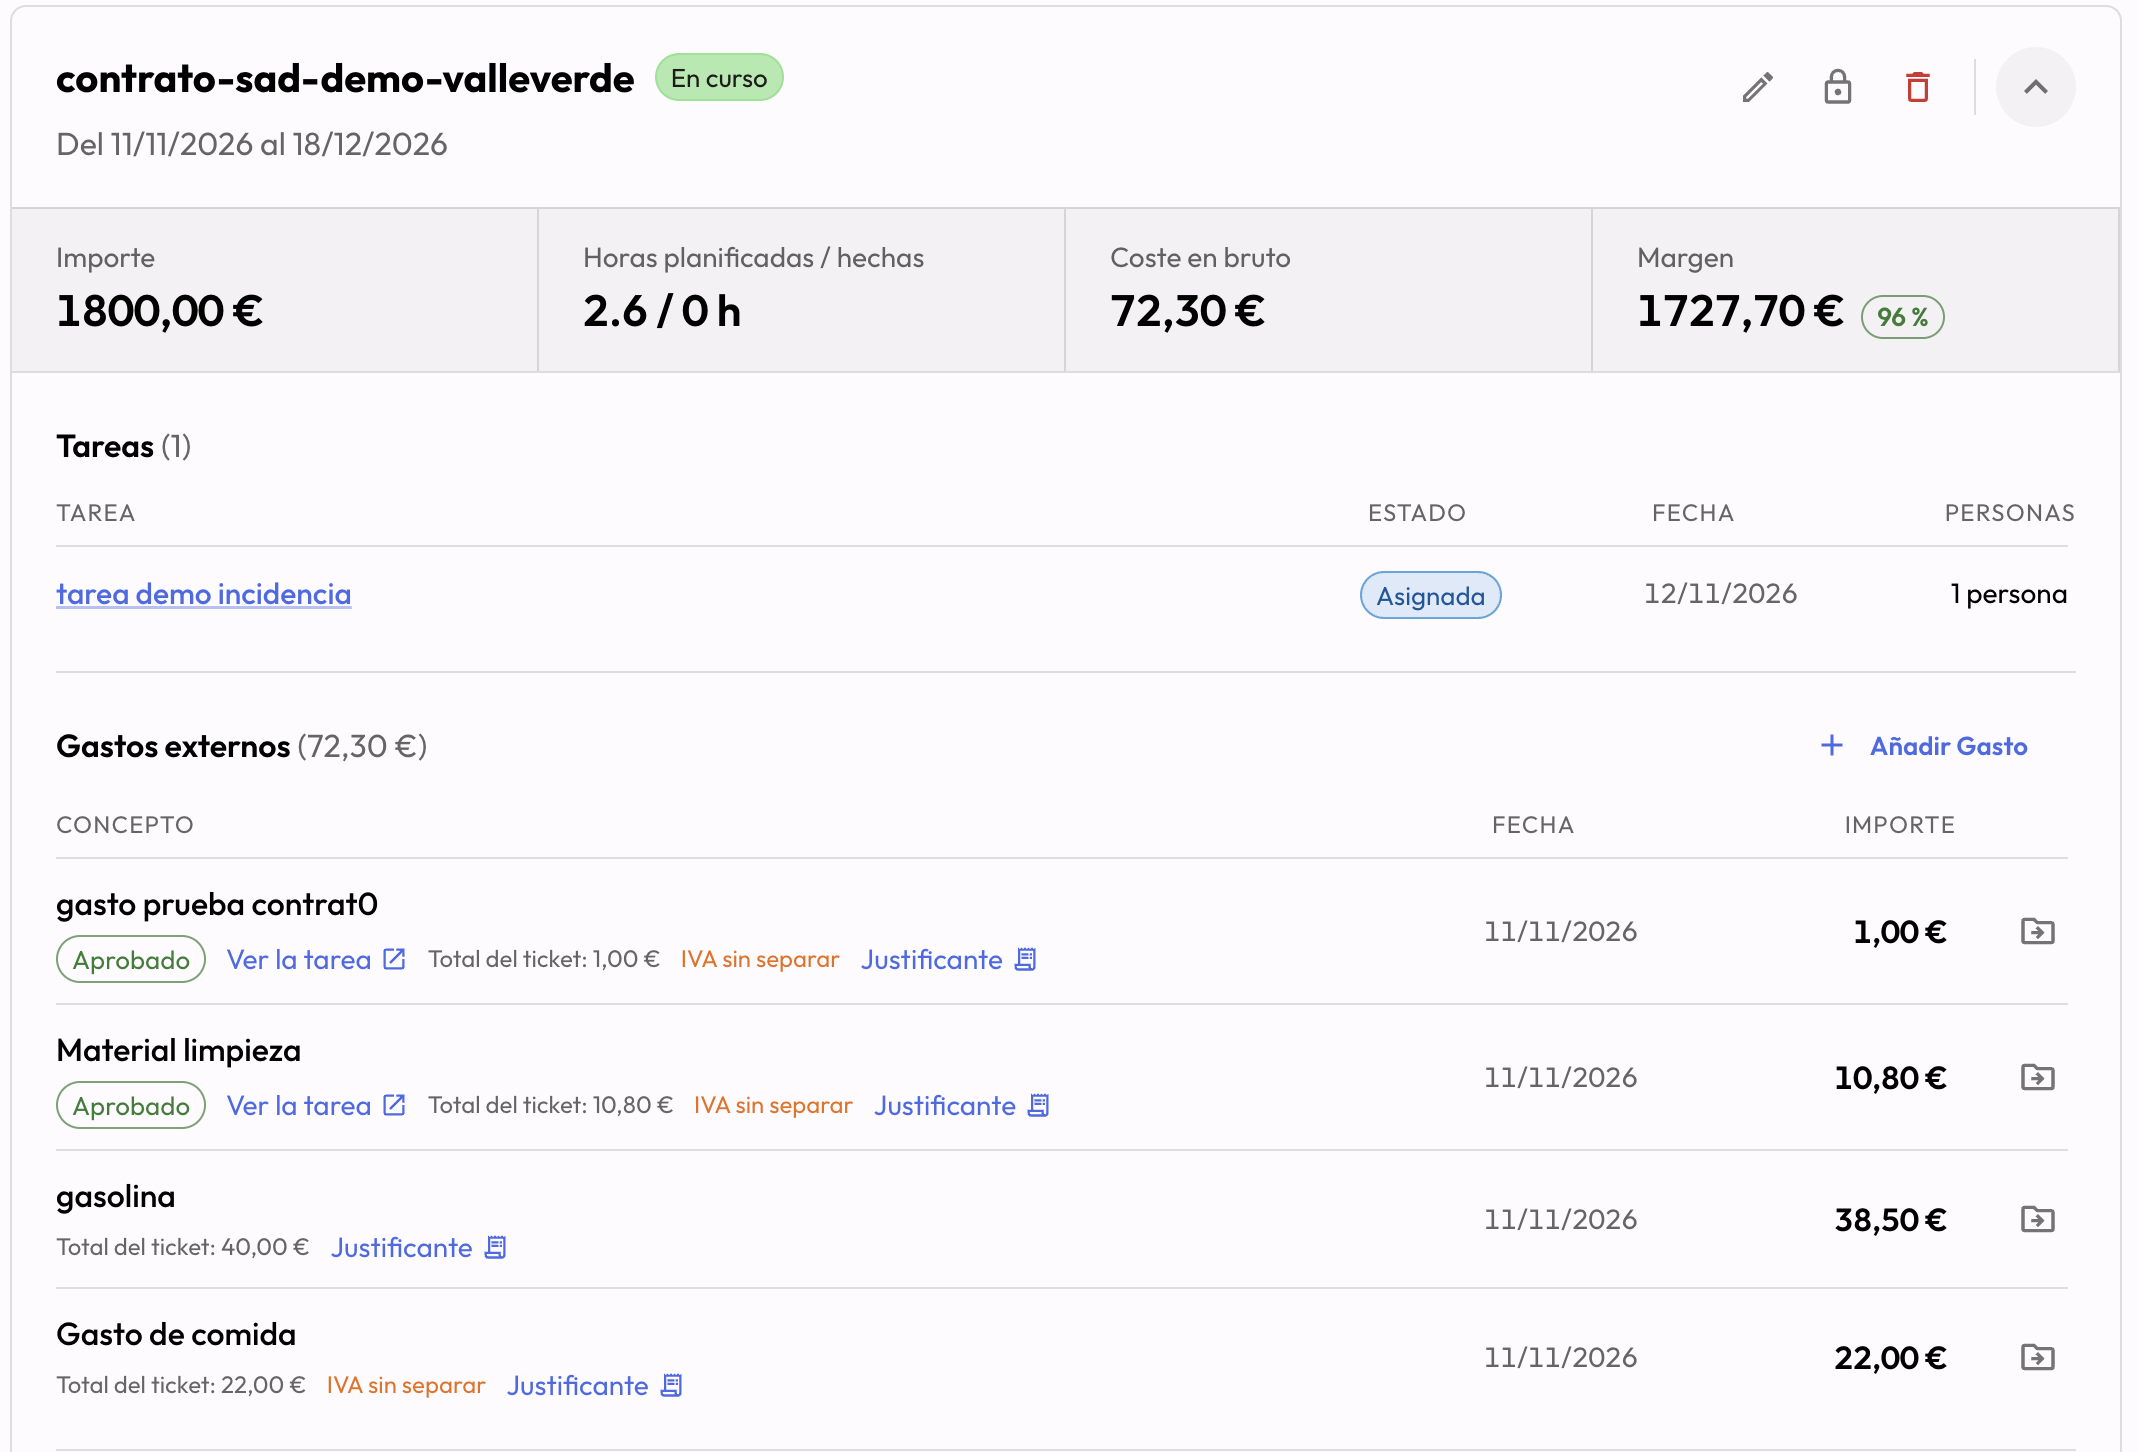 contrato-sad-demo-valleverde En curso
Del 11/11/2026 al 18/12/2026
Importe Horas planificadas / hechas Coste en bruto Margen
1800,00 € 2.6 / 0 h 72,30 € 1727,70 € 96 %
Tareas (1)
TAREA ESTADO FECHA PERSONAS
tarea demo incidencia Asignada 12/11/2026 1 persona
Gastos externos (72,30 €) + Añadir Gasto
CONCEPTO FECHA IMPORTE
gasto prueba contrat0
11/11/2026 1,00 €
Aprobado Ver la tarea Total del ticket: 1,00 € IVA sin separar Justificante
Material limpieza
11/11/2026 10,80 €
Aprobado Ver la tarea Total del ticket: 10,80 € IVA sin separar Justificante
gasolina
11/11/2026 38,50 €
Total del ticket: 40,00 € Justificante
Gasto de comida
11/11/2026 22,00 €
Total del ticket: 22,00 € IVA sin separar Justificante